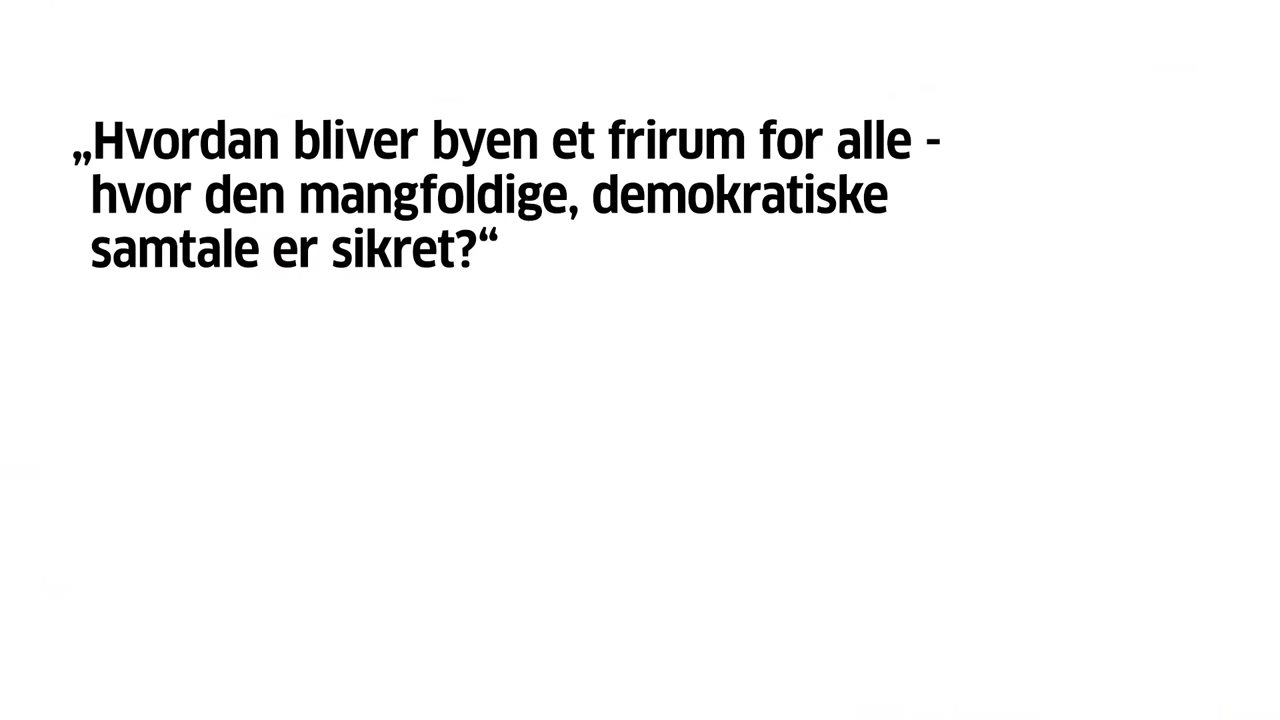 „Hvordan bliver byen et frirum for alle -
hvor den mangfoldige, demokratiske
samtale er sikret?“